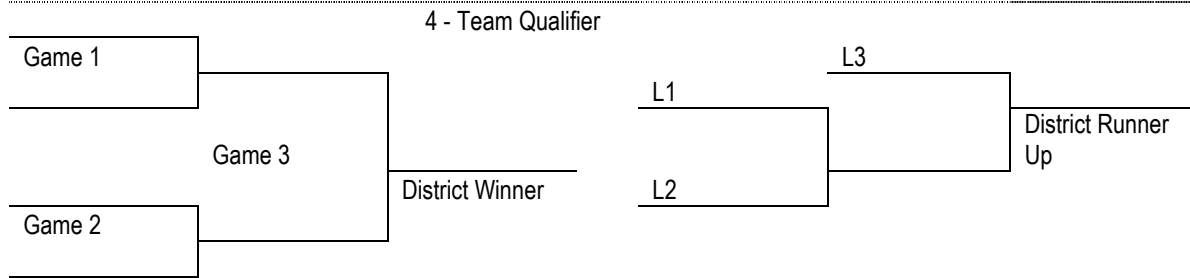 4 - Team Qualifier
Game 1
L3
L1
District Runner
Up
Game 3
District Winner
L2
Game 2